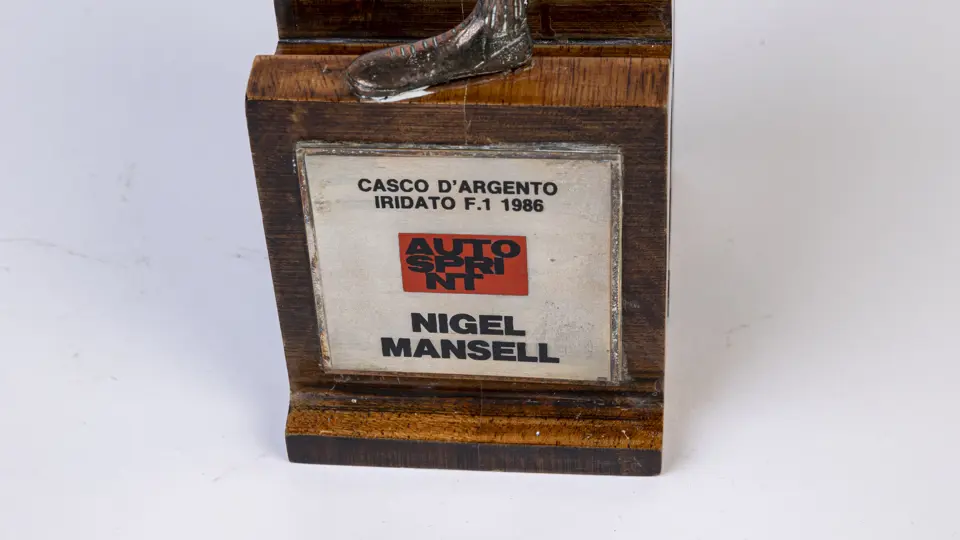 CASCO D'ARGENTO
IRIDATO F.1 1986
AUTO
SPRI
NT
NIGEL
MANSELL